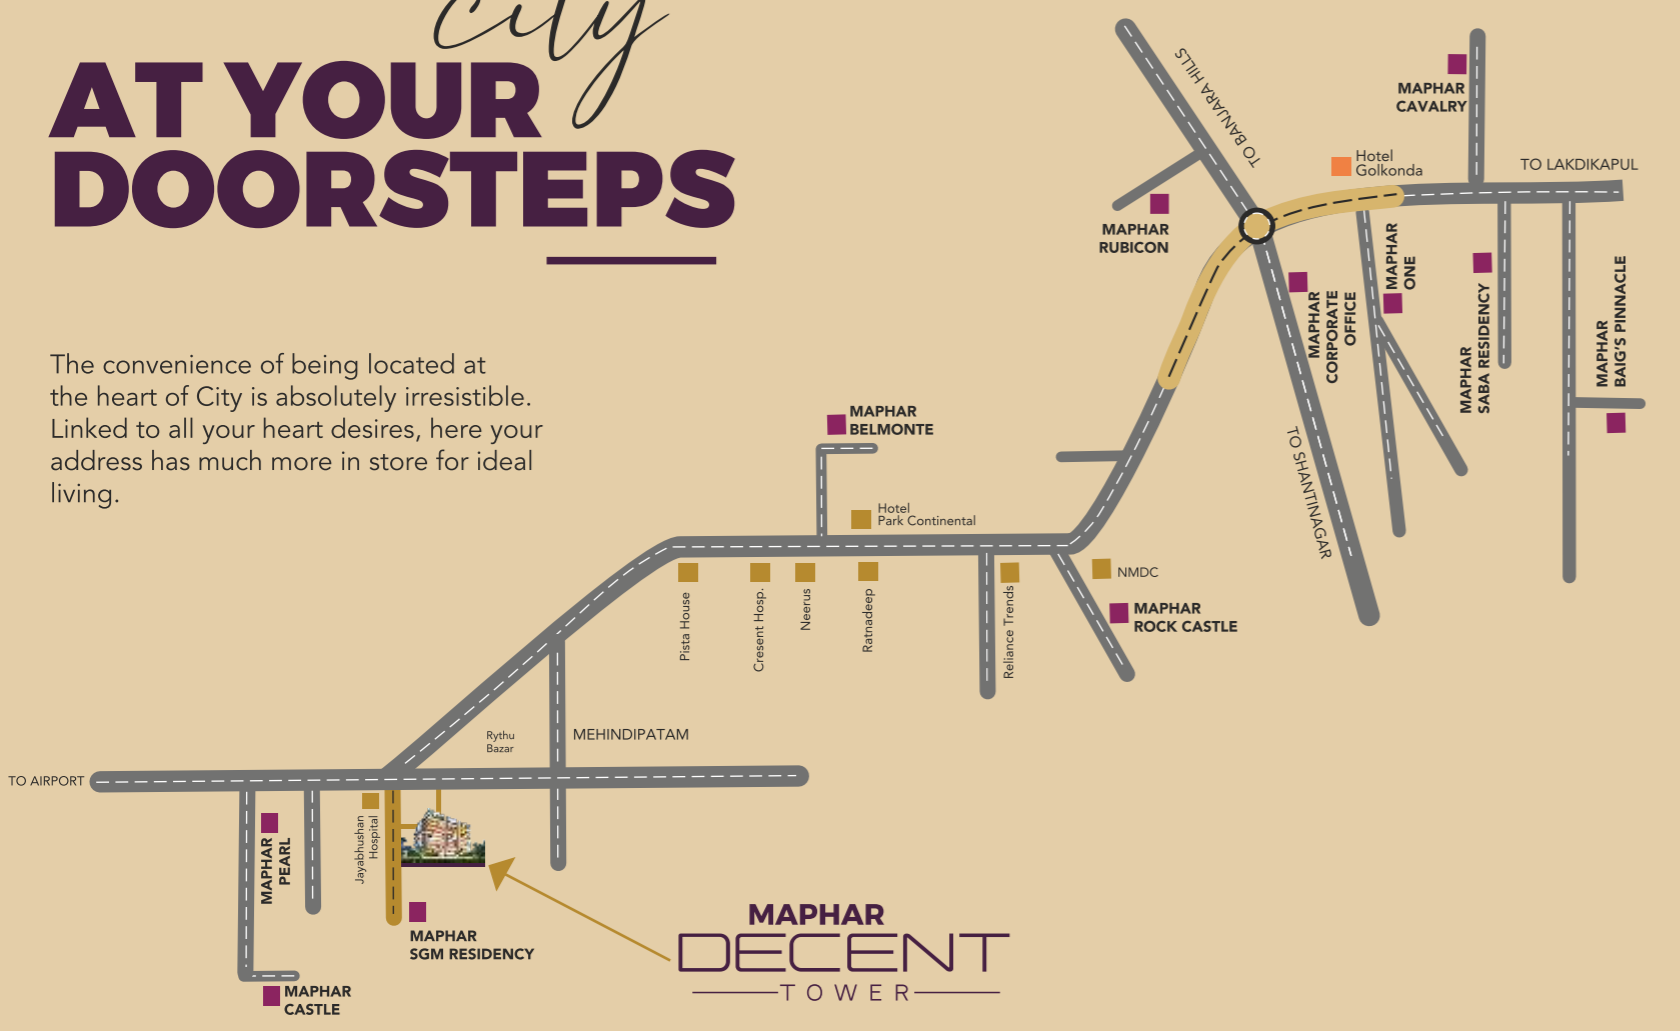 city
AT YOUR
DOORSTEPS
The convenience of being located at
the heart of City is absolutely irresistible.
Linked to all your heart desires, here your
address has much more in store for ideal
living.
TO BANJARA HILLS
MAPHAR
CAVALRY
Hotel
Golkonda
TO LAKDIKAPUL
MAPHAR
RUBICON
MAPHAR
CORPORATE
OFFICE
MAPHAR
ONE
MAPHAR
SABA RESIDENCY
MAPHAR
BAIG'S PINNACLE
TO SHANTINAGAR
MAPHAR
BELMONTE
Hotel
Park Continental
Pista House
Cresent Hosp.
Neerus
Ratnadeep
Reliance Trends
NMDC
MAPHAR
ROCK CASTLE
Rythu
Bazar
MEHINDIPATAM
TO AIRPORT
MAPHAR
PEARL
Jayabhushan
Hospital
MAPHAR
SGM RESIDENCY
MAPHAR
CASTLE
MAPHAR
DECENT
TOWER